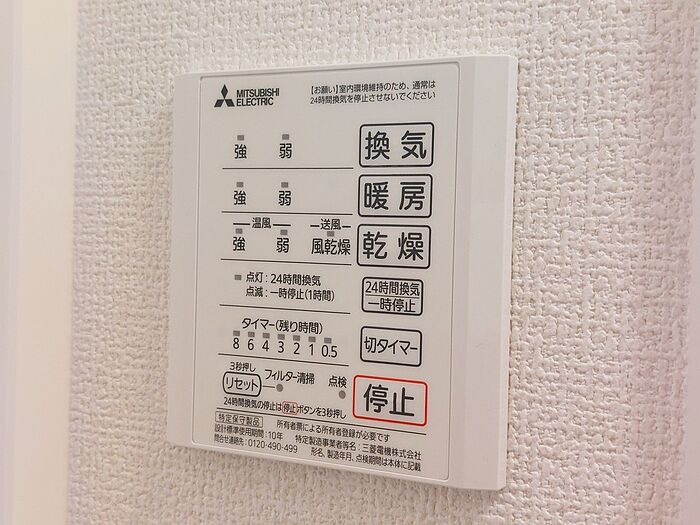 MITSUBISHI
ELECTRIC
【お願い】室内環境維持のため、通常は
24時間換気を停止させないでください
強 弱 換気
強 弱 暖房
温風 送風
強 弱 風乾燥 乾燥
点灯：24時間換気
点滅：一時停止(1時間)
24時間換気
一時停止
タイマー(残り時間)
8 6 4 3 2 1 0.5
切タイマー
3秒押し
リセット フィルター清掃 点検
停止
24時間換気の停止は停止ボタンを3秒押し
特定保守製品 所有者票による所有者登録が必要です
設計標準使用期間：10年 特定製造事業者等名：三菱電機株式会社
問合せ連絡先：0120-490-499 形名、製造年月、点検期間は本体に記載